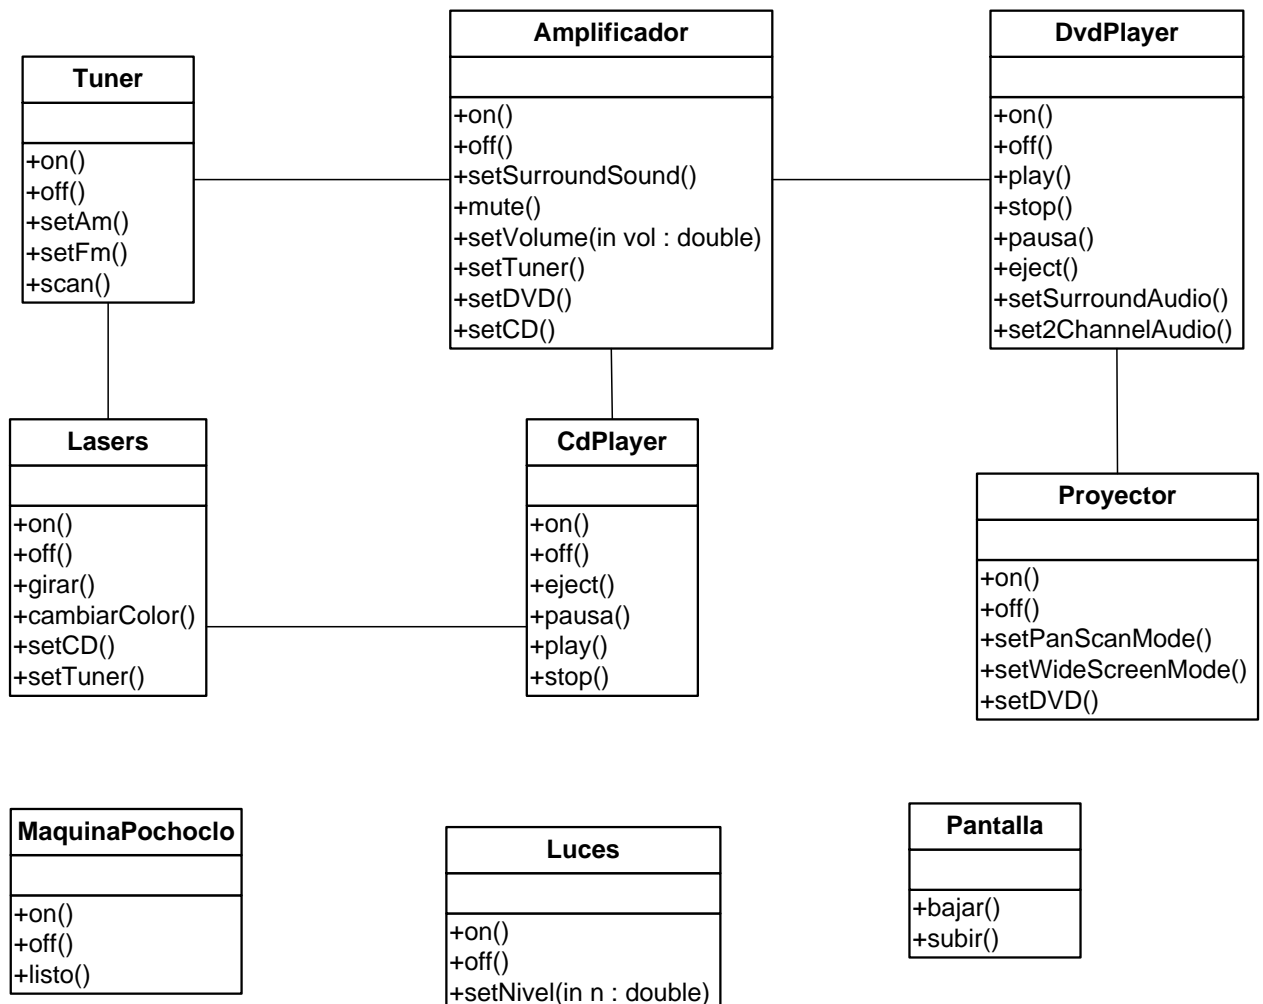 Tuner
+on()
+off()
+setAm()
+setFm()
+scan()
Amplificador
+on()
+off()
+setSurroundSound()
+mute()
+setVolume(in vol : double)
+setTuner()
+setDVD()
+setCD()
DvdPlayer
+on()
+off()
+play()
+stop()
+pausa()
+eject()
+setSurroundAudio()
+set2ChannelAudio()
Lasers
+on()
+off()
+girar()
+cambiarColor()
+setCD()
+setTuner()
CdPlayer
+on()
+off()
+eject()
+pausa()
+play()
+stop()
Proyector
+on()
+off()
+setPanScanMode()
+setWideScreenMode()
+setDVD()
MaquinaPochoclo
+on()
+off()
+listo()
Luces
+on()
+off()
+setNivel(in n : double)
Pantalla
+bajar()
+subir()